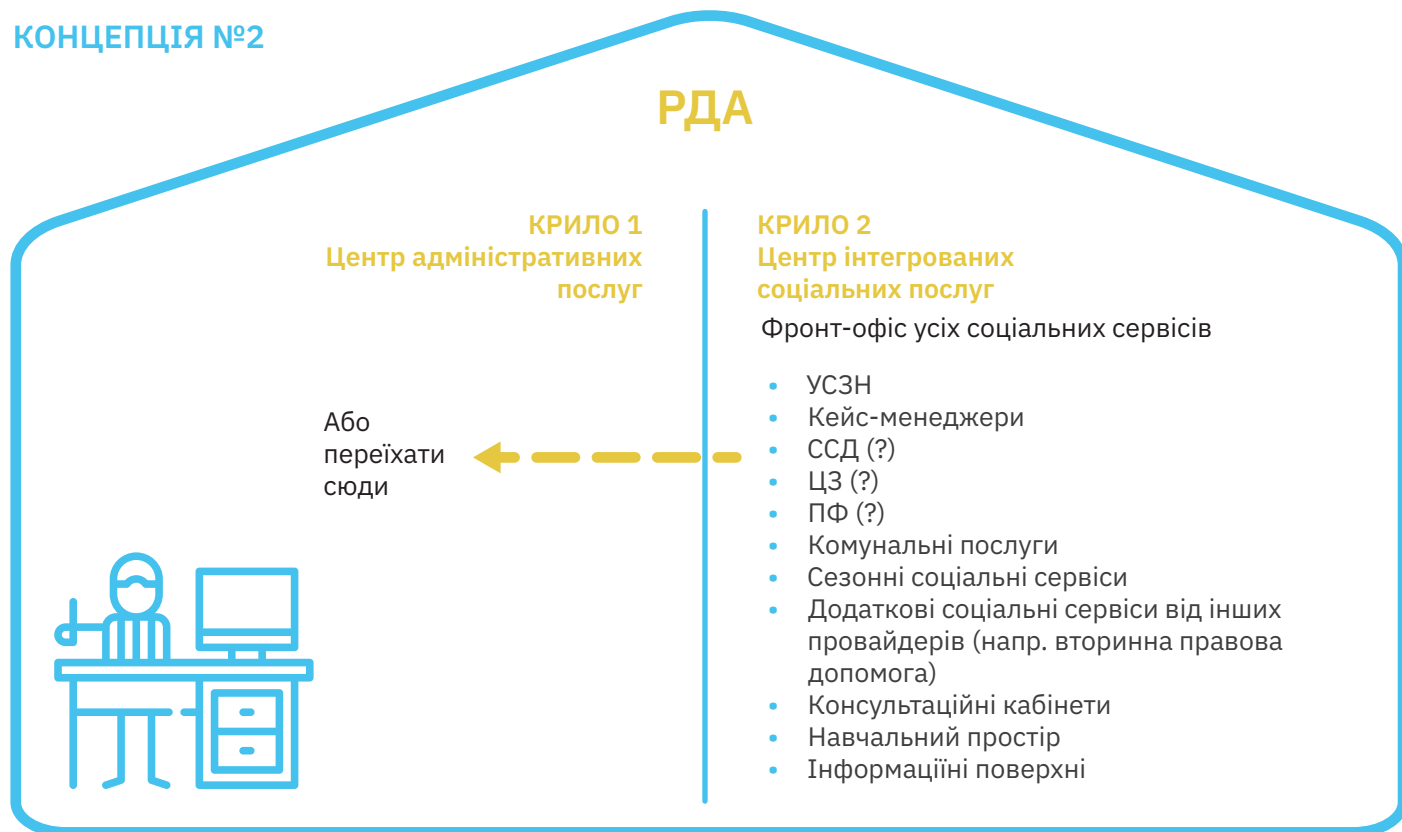 КОНЦЕПЦІЯ №2
РДА
КРИЛО 1
Центр адміністративних
послуг
Або
переїхати
сюди
КРИЛО 2
Центр інтегрованих
соціальних послуг
Фронт-офіс усіх соціальних сервісів
• УСЗН
• Кейс-менеджери
• ССД (?)
• ЦЗ (?)
• ПФ (?)
• Комунальні послуги
• Сезонні соціальні сервіси
• Додаткові соціальні сервіси від інших
провайдерів (напр. вторинна правова
допомога)
• Консультаційні кабінети
• Навчальний простір
• Інформаціїні поверхні